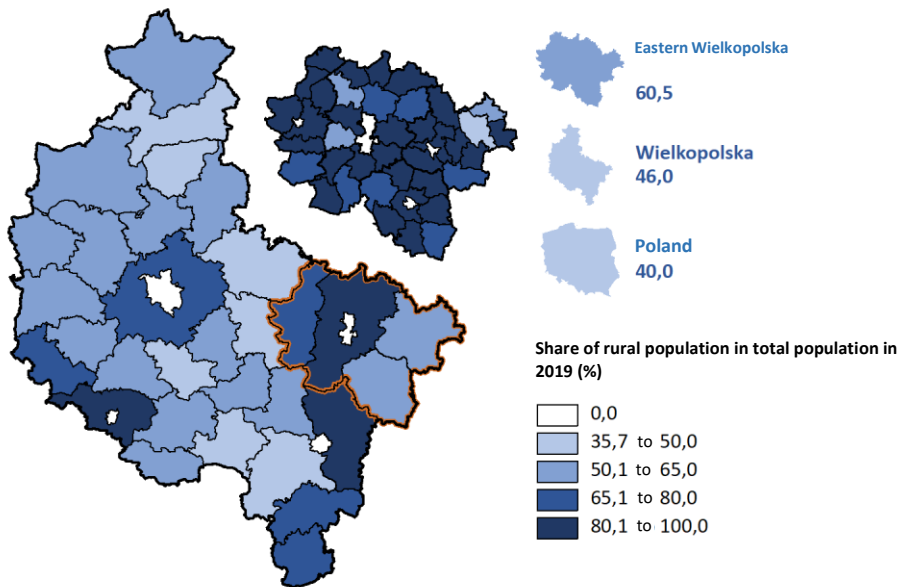 Eastern Wielkopolska
60,5
Wielkopolska
46,0
Poland
40,0
Share of rural population in total population in
2019 (%)
0,0
35,7 to 50,0
50,1 to 65,0
65,1 to 80,0
80,1 to 100,0